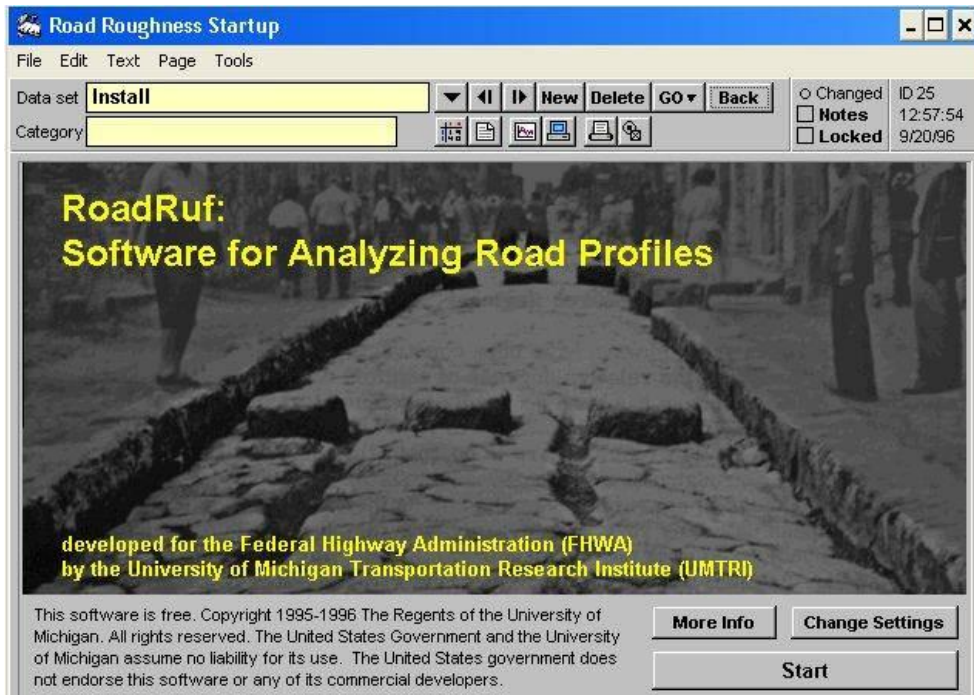 Road Roughness Startup
File Edit Text Page Tools
Data set Install New Delete GO Back Changed ID 25
Notes 12:57:54
Category Locked 9/20/96
RoadRuf:
Software for Analyzing Road Profiles
developed for the Federal Highway Administration (FHWA)
by the University of Michigan Transportation Research Institute (UMTRI)
This software is free. Copyright 1995-1996 The Regents of the University of
Michigan. All rights reserved. The United States Government and the University
of Michigan assume no liability for its use. The United States government does
not endorse this software or any of its commercial developers.
More Info Change Settings
Start